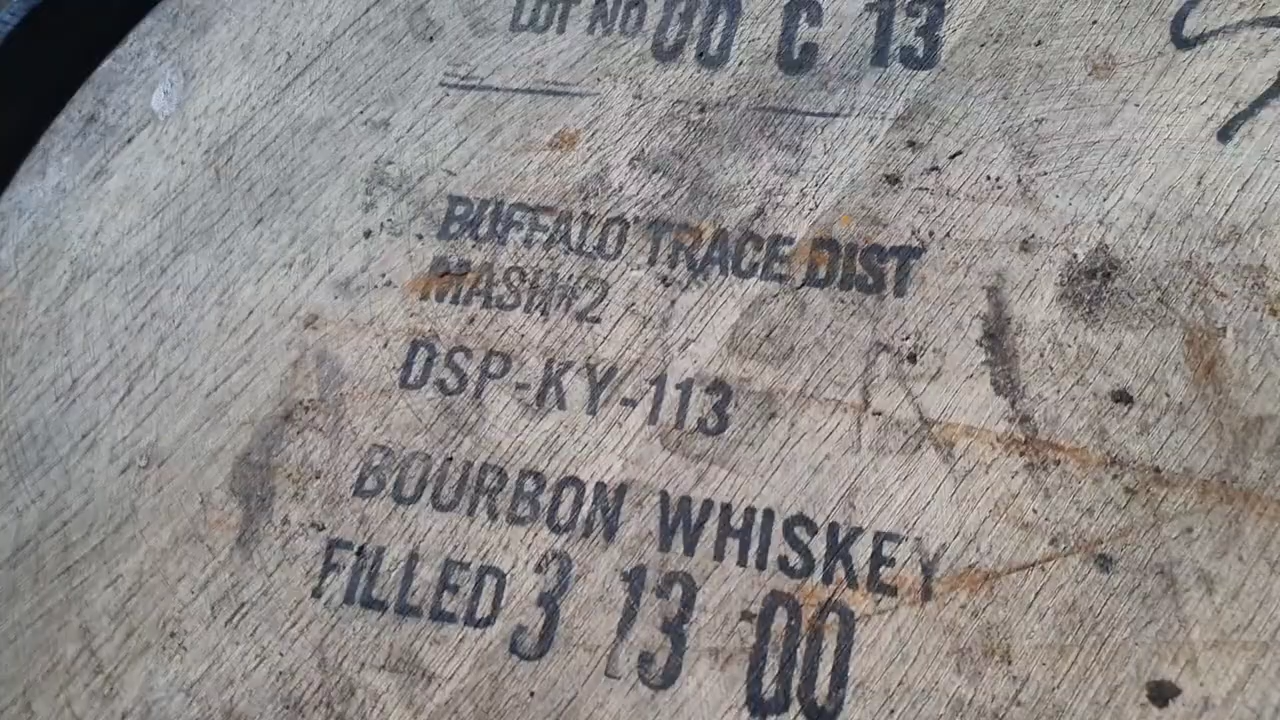 LOT NO 00 C 13
BUFFALO TRACE DIST
MASH#2
DSP-KY-113
BOURBON WHISKEY
FILLED 3 13 00